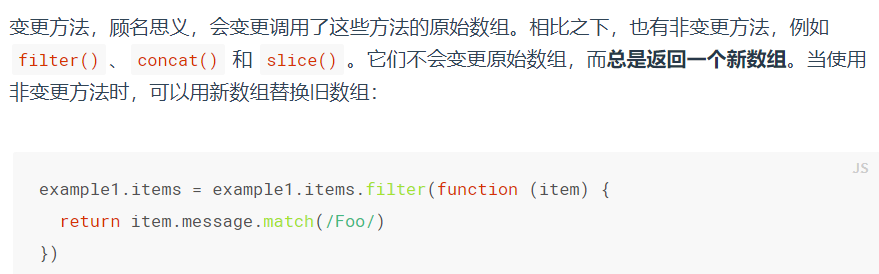 变更方法，顾名思义，会变更调用了这些方法的原始数组。相比之下，也有非变更方法，例如
filter() 、 concat() 和 slice() 。它们不会变更原始数组，而总是返回一个新数组。当使用
非变更方法时，可以用新数组替换旧数组：
JS
example1.items = example1.items.filter(function (item) {
  return item.message.match(/Foo/)
})